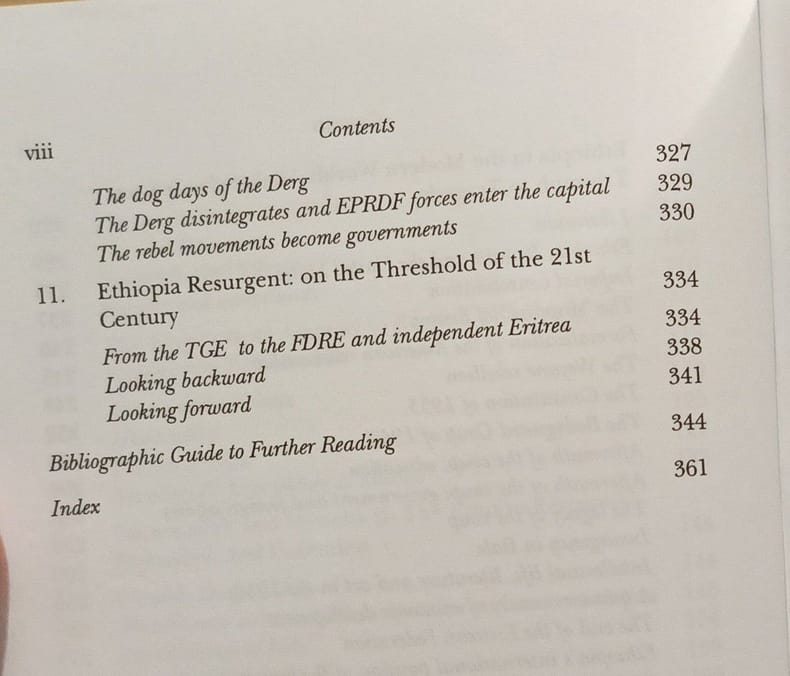 viii
Contents
The dog days of the Derg 327
The Derg disintegrates and EPRDF forces enter the capital 329
The rebel movements become governments 330
11. Ethiopia Resurgent: on the Threshold of the 21st
Century 334
From the TGE to the FDRE and independent Eritrea 334
Looking backward 338
Looking forward 341
Bibliographic Guide to Further Reading 344
Index 361